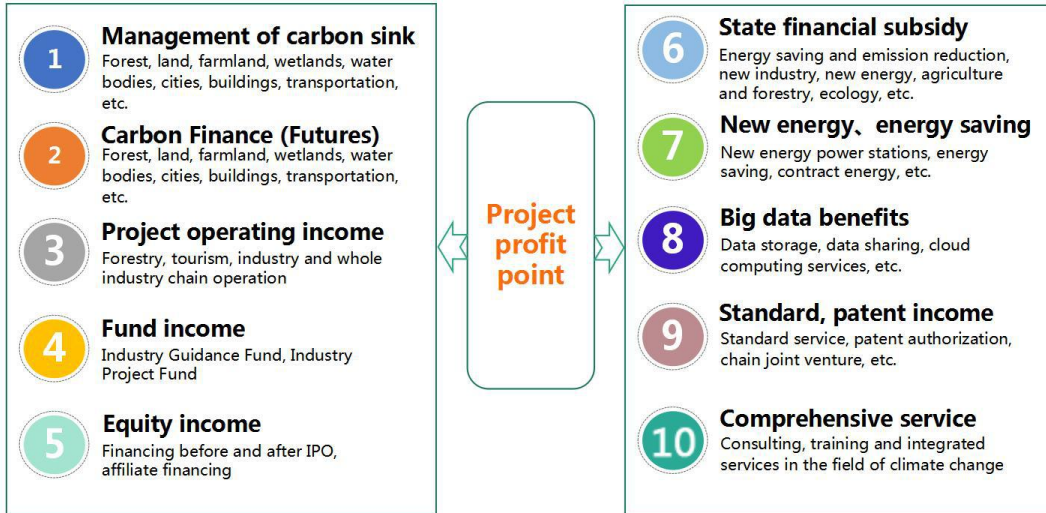 1
Management of carbon sink
Forest, land, farmland, wetlands, water
bodies, cities, buildings, transportation,
etc.
2
Carbon Finance (Futures)
Forest, land, farmland, wetlands, water
bodies, cities, buildings, transportation,
etc.
3
Project operating income
Forestry, tourism, industry and whole
industry chain operation
4
Fund income
Industry Guidance Fund, Industry
Project Fund
5
Equity income
Financing before and after IPO,
affiliate financing
Project
profit
point
6
State financial subsidy
Energy saving and emission reduction,
new industry, new energy, agriculture
and forestry, ecology, etc.
7
New energy、energy saving
New energy power stations, energy
saving, contract energy, etc.
8
Big data benefits
Data storage, data sharing, cloud
computing services, etc.
9
Standard, patent income
Standard service, patent authorization,
chain joint venture, etc.
10
Comprehensive service
Consulting, training and integrated
services in the field of climate change